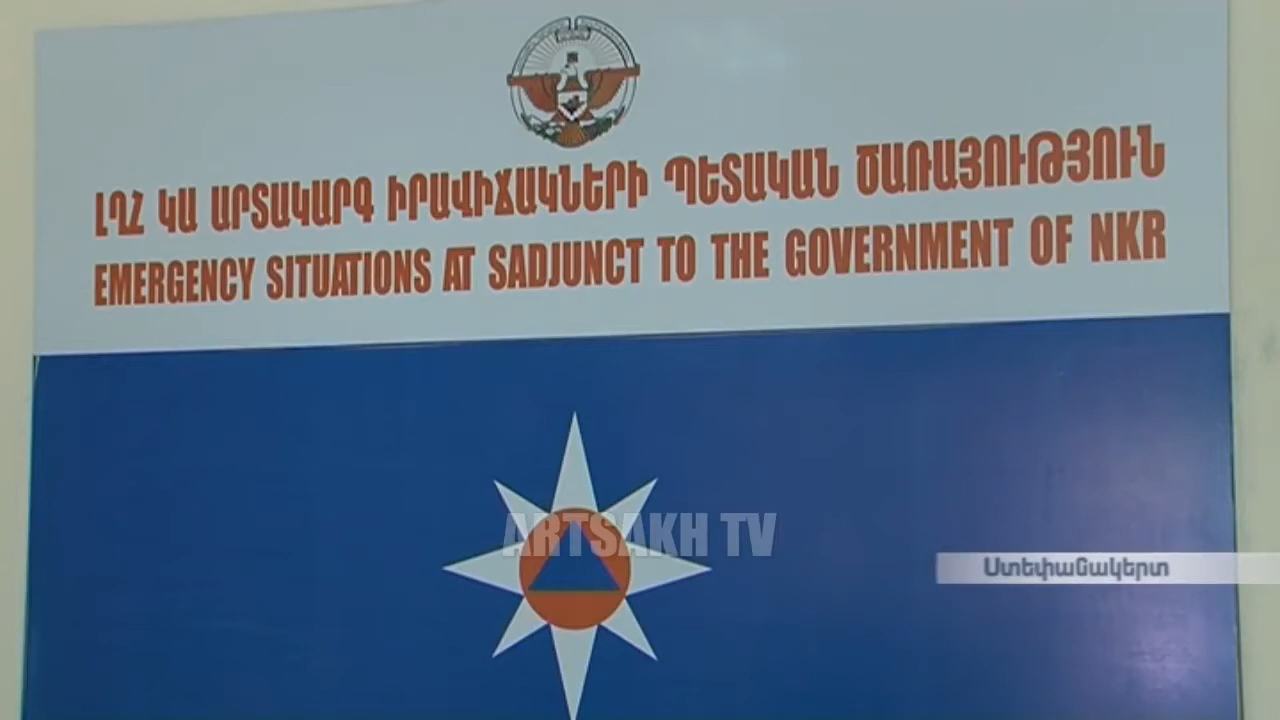 ԼՂՀ ԿԱ ԱՐՏԱԿԱՐԳ ԻՐԱՎԻՃԱԿՆԵՐԻ ՊԵՏԱԿԱՆ ԾԱՌԱՅՈՒԹՅՈՒՆ
EMERGENCY SITUATIONS AT SADJUNCT TO THE GOVERNMENT OF NKR
ARTSAKH TV
Ստեփանակերտ